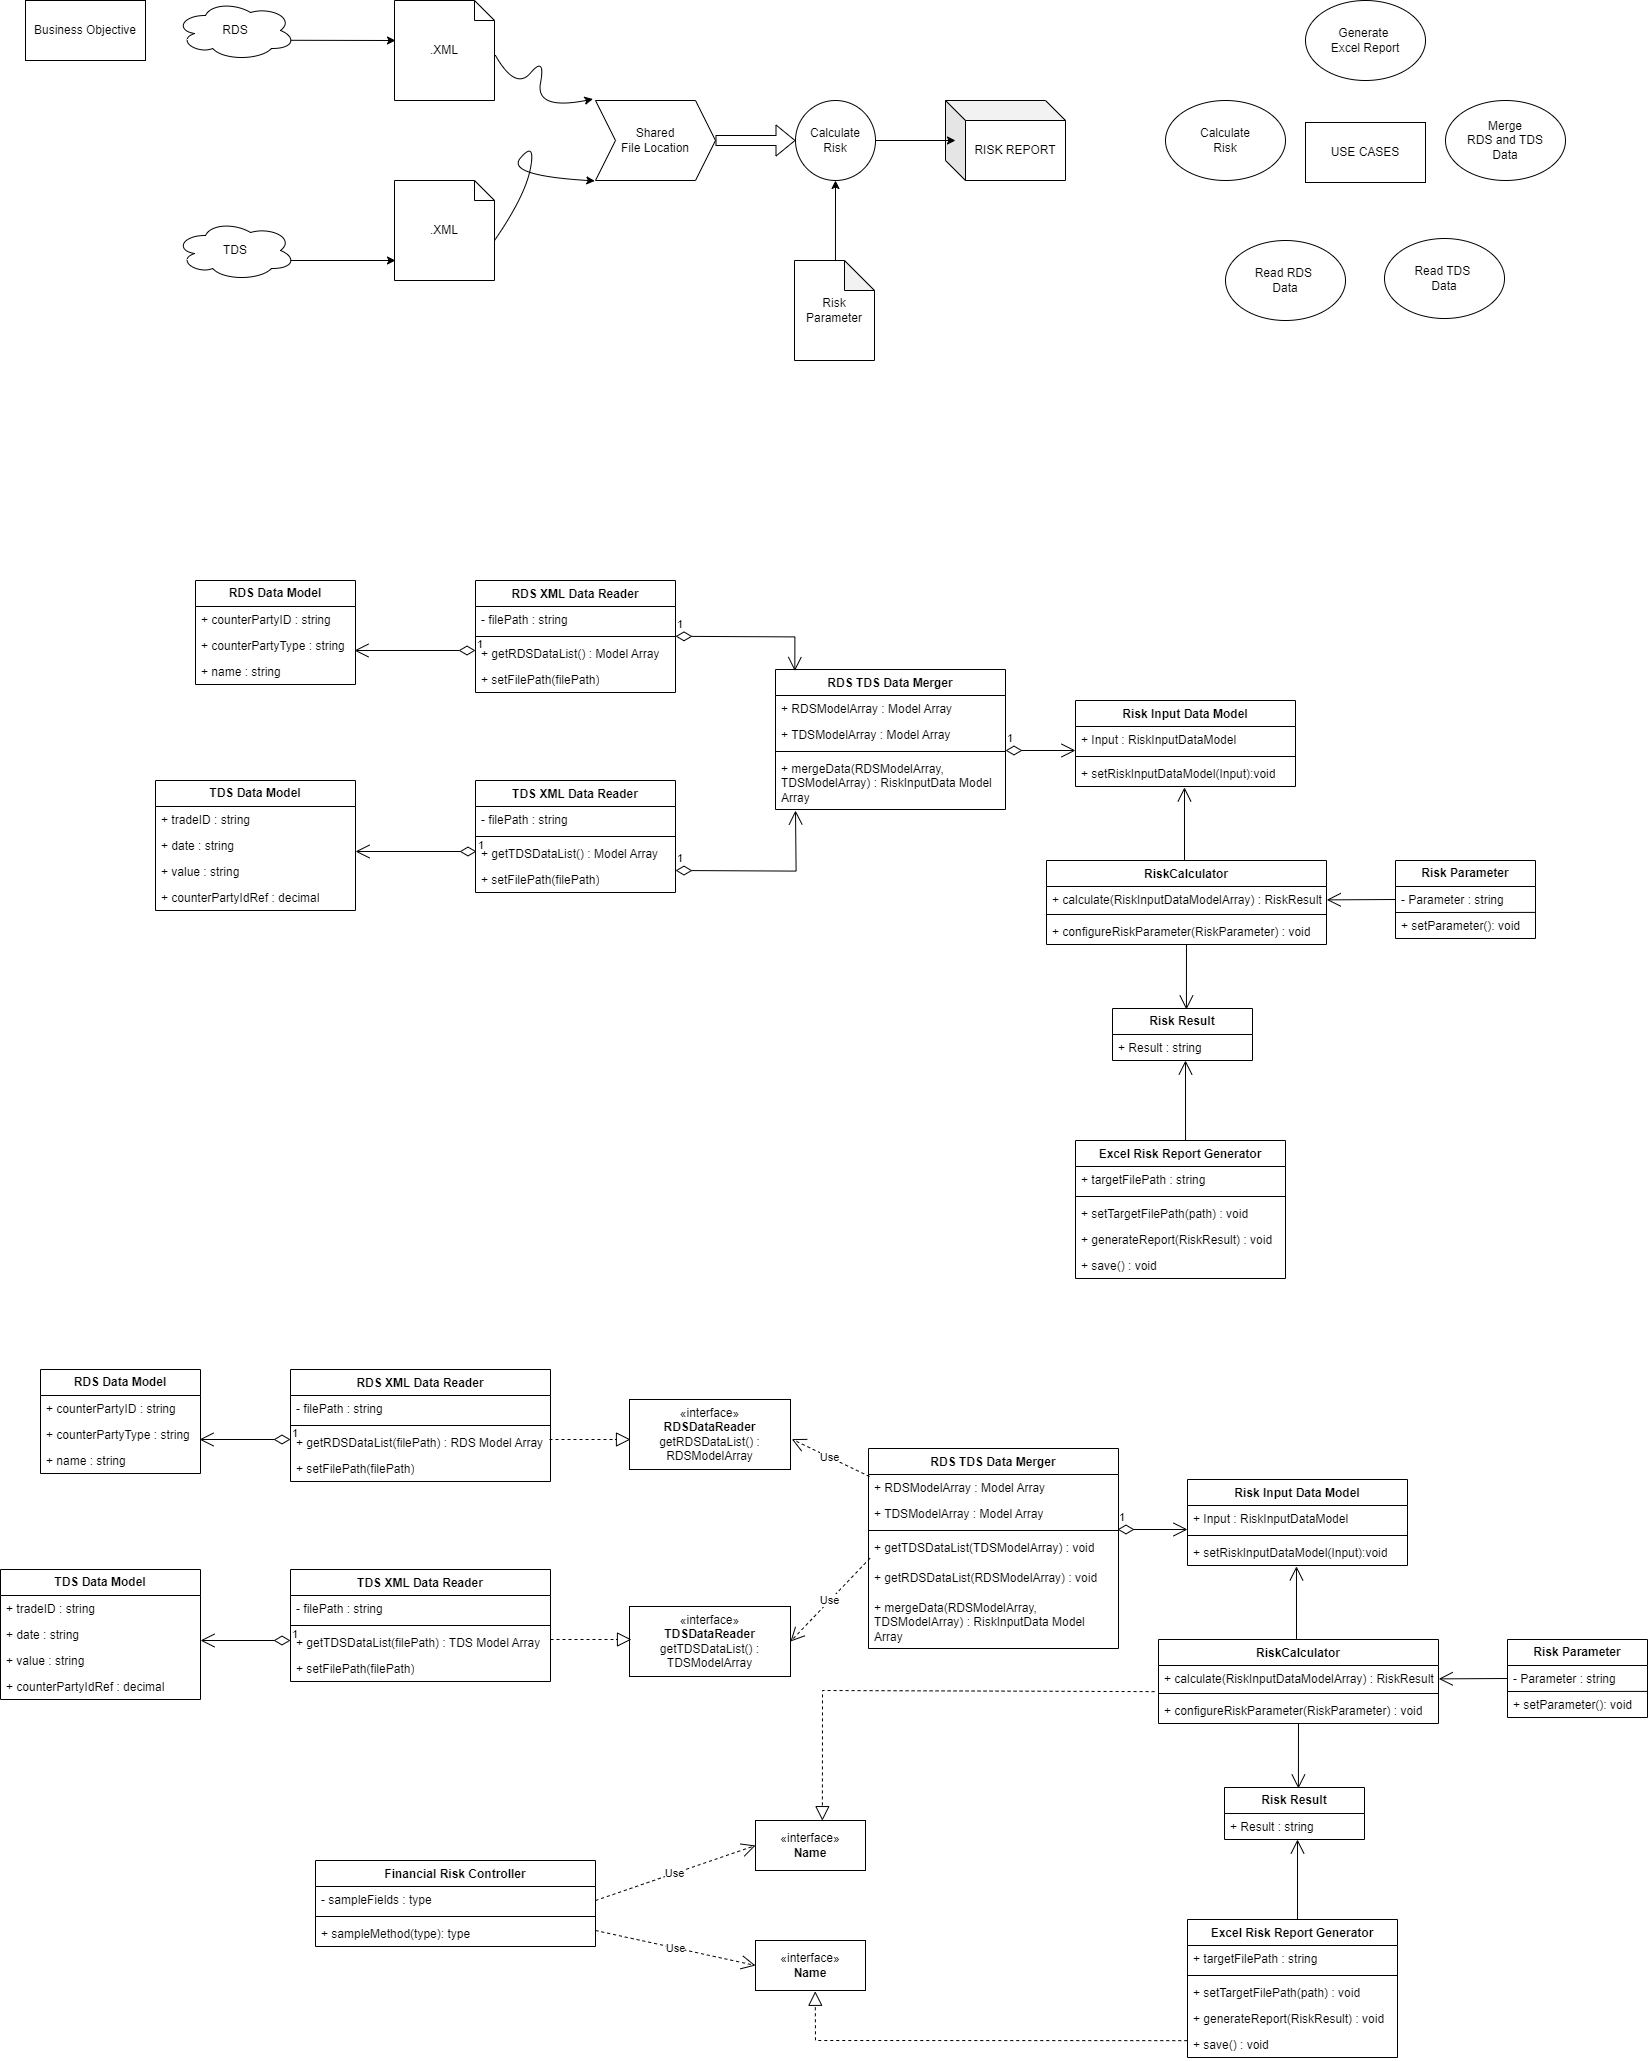 Business Objective
RDS
.XML
TDS
.XML
Shared
File Location
Calculate
Risk
RISK REPORT
Risk
Parameter
Generate
Excel Report
Calculate
Risk
USE CASES
Merge
RDS and TDS
Data
Read RDS
Data
Read TDS
Data
RDS Data Model
+ counterPartyID : string
+ counterPartyType : string
+ name : string
RDS XML Data Reader
- filePath : string
+ getRDSDataList() : Model Array
+ setFilePath(filePath)
1
1
TDS Data Model
+ tradeID : string
+ date : string
+ value : string
+ counterPartyIdRef : decimal
TDS XML Data Reader
- filePath : string
+ getTDSDataList() : Model Array
+ setFilePath(filePath)
1
1
RDS TDS Data Merger
+ RDSModelArray : Model Array
+ TDSModelArray : Model Array
+ mergeData(RDSModelArray,
TDSModelArray) : RiskInputData Model
Array
1
Risk Input Data Model
+ Input : RiskInputDataModel
+ setRiskInputDataModel(Input):void
RiskCalculator
+ calculate(RiskInputDataModelArray) : RiskResult
+ configureRiskParameter(RiskParameter) : void
Risk Parameter
- Parameter : string
+ setParameter(): void
Risk Result
+ Result : string
Excel Risk Report Generator
+ targetFilePath : string
+ setTargetFilePath(path) : void
+ generateReport(RiskResult) : void
+ save() : void
RDS Data Model
+ counterPartyID : string
+ counterPartyType : string
+ name : string
RDS XML Data Reader
- filePath : string
+ getRDSDataList(filePath) : RDS Model Array
+ setFilePath(filePath)
1
«interface»
RDSDataReader
getRDSDataList() :
RDSModelArray
Use
TDS Data Model
+ tradeID : string
+ date : string
+ value : string
+ counterPartyIdRef : decimal
TDS XML Data Reader
- filePath : string
+ getTDSDataList(filePath) : TDS Model Array
+ setFilePath(filePath)
1
«interface»
TDSDataReader
getTDSDataList() :
TDSModelArray
Use
RDS TDS Data Merger
+ RDSModelArray : Model Array
+ TDSModelArray : Model Array
+ getTDSDataList(TDSModelArray) : void
+ getRDSDataList(RDSModelArray) : void
+ mergeData(RDSModelArray,
TDSModelArray) : RiskInputData Model
Array
1
Risk Input Data Model
+ Input : RiskInputDataModel
+ setRiskInputDataModel(Input):void
RiskCalculator
+ calculate(RiskInputDataModelArray) : RiskResult
+ configureRiskParameter(RiskParameter) : void
Risk Parameter
- Parameter : string
+ setParameter(): void
Risk Result
+ Result : string
Financial Risk Controller
- sampleFields : type
+ sampleMethod(type): type
Use
«interface»
Name
Use
«interface»
Name
Excel Risk Report Generator
+ targetFilePath : string
+ setTargetFilePath(path) : void
+ generateReport(RiskResult) : void
+ save() : void